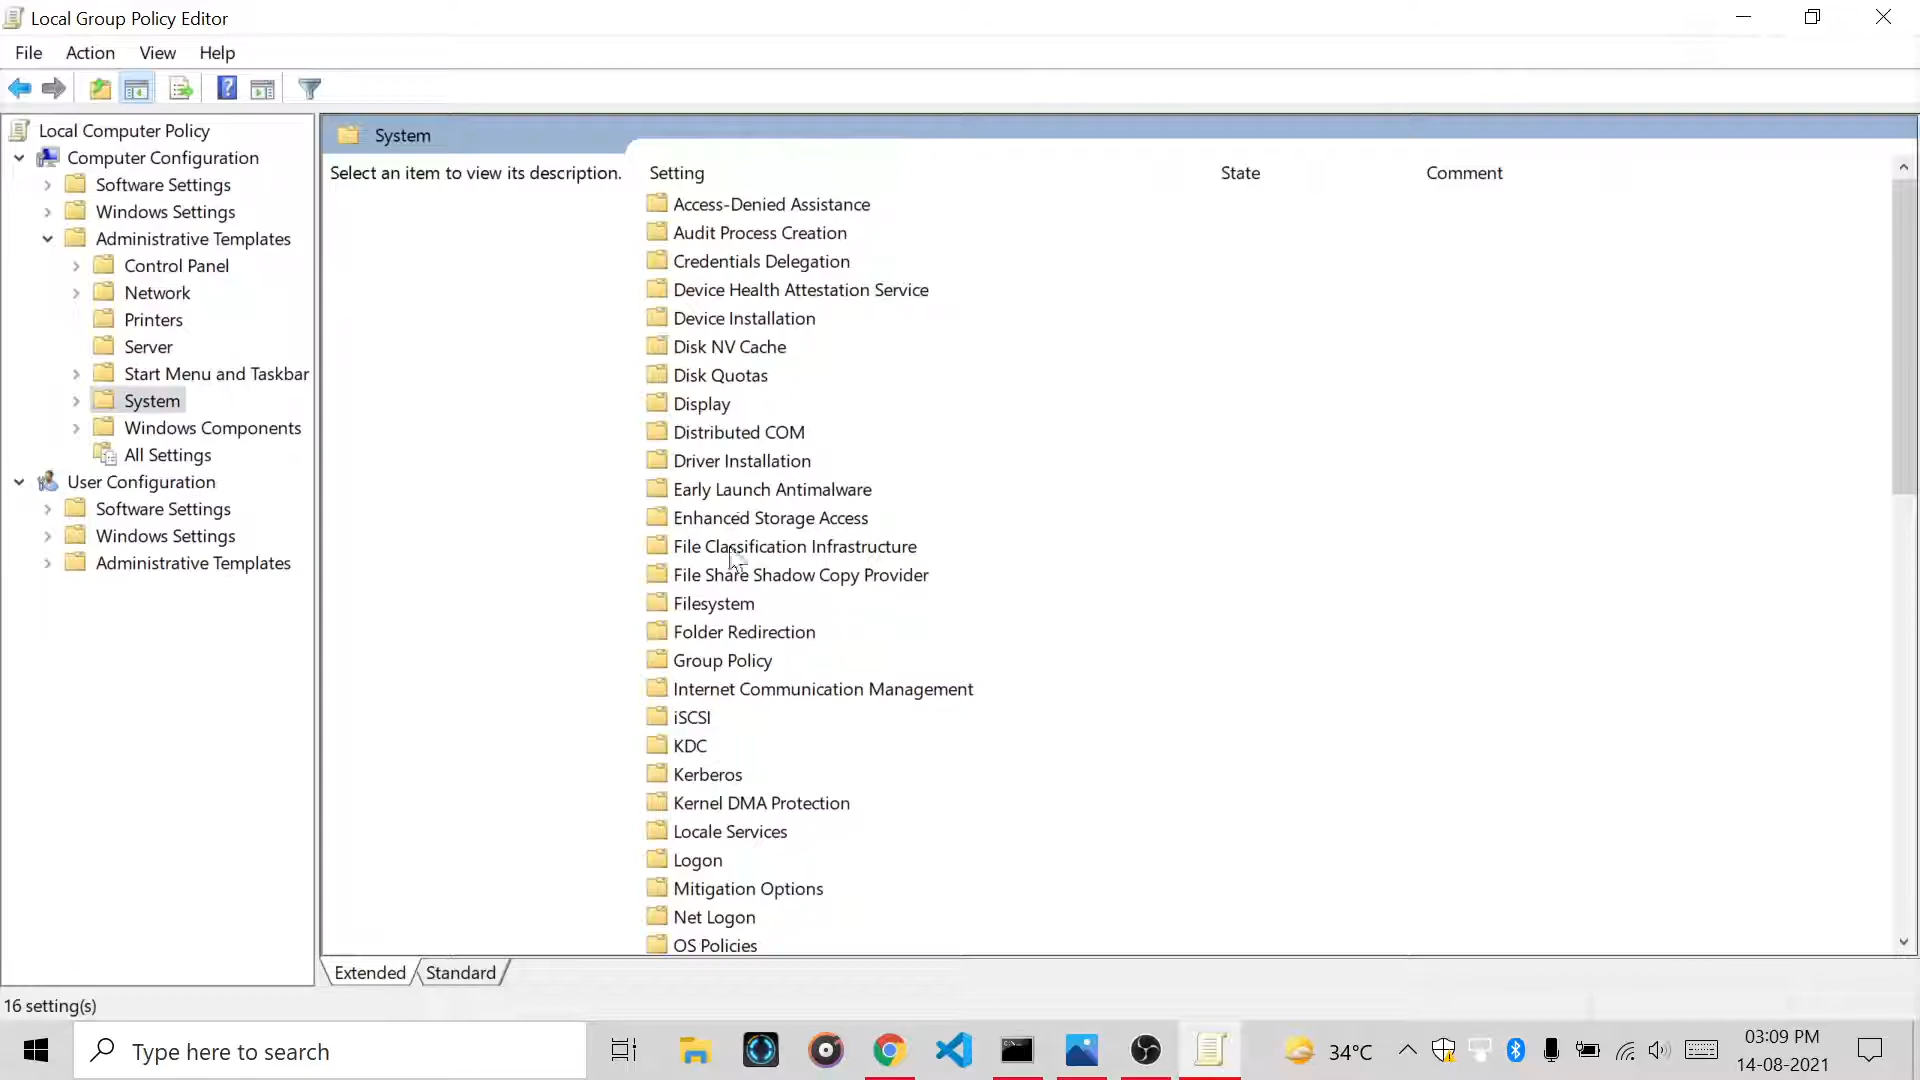 Local Group Policy Editor
File Action View Help
Local Computer Policy
Computer Configuration
Software Settings
Windows Settings
Administrative Templates
Control Panel
Network
Printers
Server
Start Menu and Taskbar
System
Windows Components
All Settings
User Configuration
Software Settings
Windows Settings
Administrative Templates
System
Select an item to view its description.
Setting State Comment
Access-Denied Assistance
Audit Process Creation
Credentials Delegation
Device Health Attestation Service
Device Installation
Disk NV Cache
Disk Quotas
Display
Distributed COM
Driver Installation
Early Launch Antimalware
Enhanced Storage Access
File Classification Infrastructure
File Share Shadow Copy Provider
Filesystem
Folder Redirection
Group Policy
Internet Communication Management
iSCSI
KDC
Kerberos
Kernel DMA Protection
Locale Services
Logon
Mitigation Options
Net Logon
OS Policies
Extended Standard
16 setting(s)
Type here to search
34°C
03:09 PM
14-08-2021